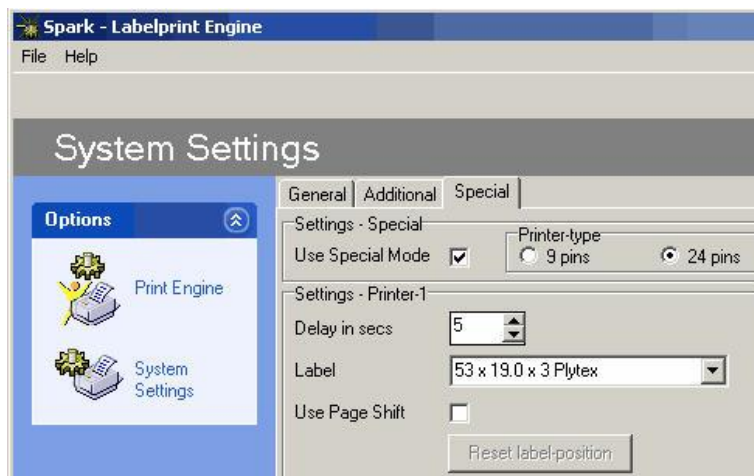 Spark - Labelprint Engine
File Help
System Settings
Options
Print Engine
System
Settings
General Additional Special
Settings - Special
Use Special Mode
Printer-type
9 pins 24 pins
Settings - Printer-1
Delay in secs 5
Label 53 x 19.0 x 3 Plytex
Use Page Shift
Reset label-position